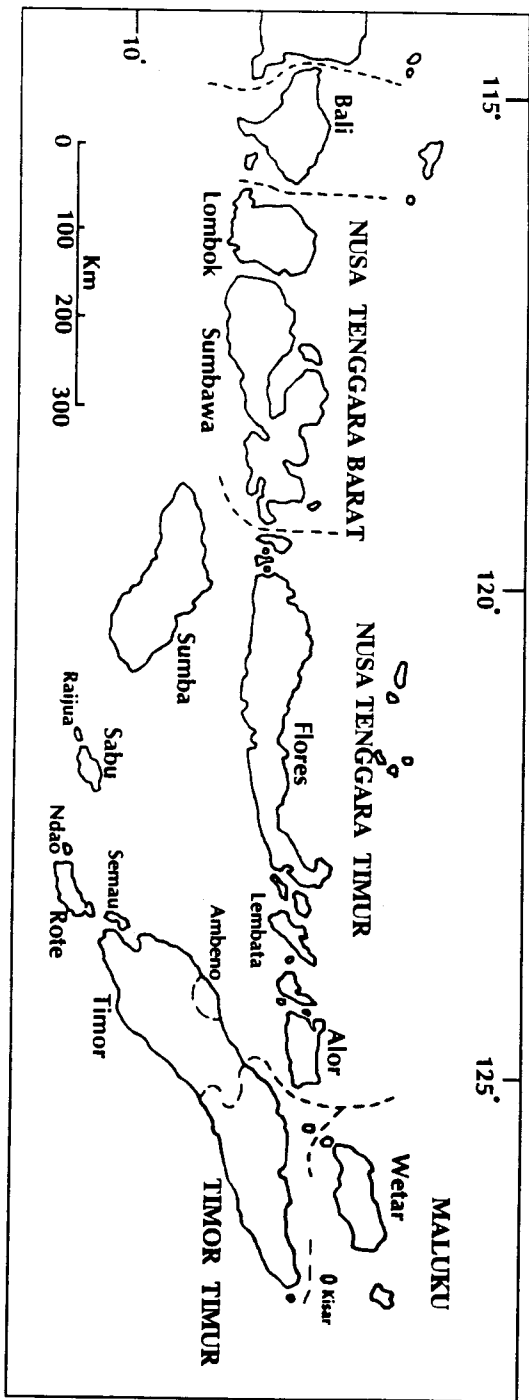 115°
120°
125°
NUSA TENGGARA BARAT
NUSA TENGGARA TIMUR
MALUKU
Bali
Lombok
Sumbawa
Flores
Lembata
Alor
Wetar
Kisar
Sumba
Ambeno
TIMOR TIMUR
Sabu
Raijua
Semau
Timor
Ndao
Rote
-10°
Km
0 100 200 300